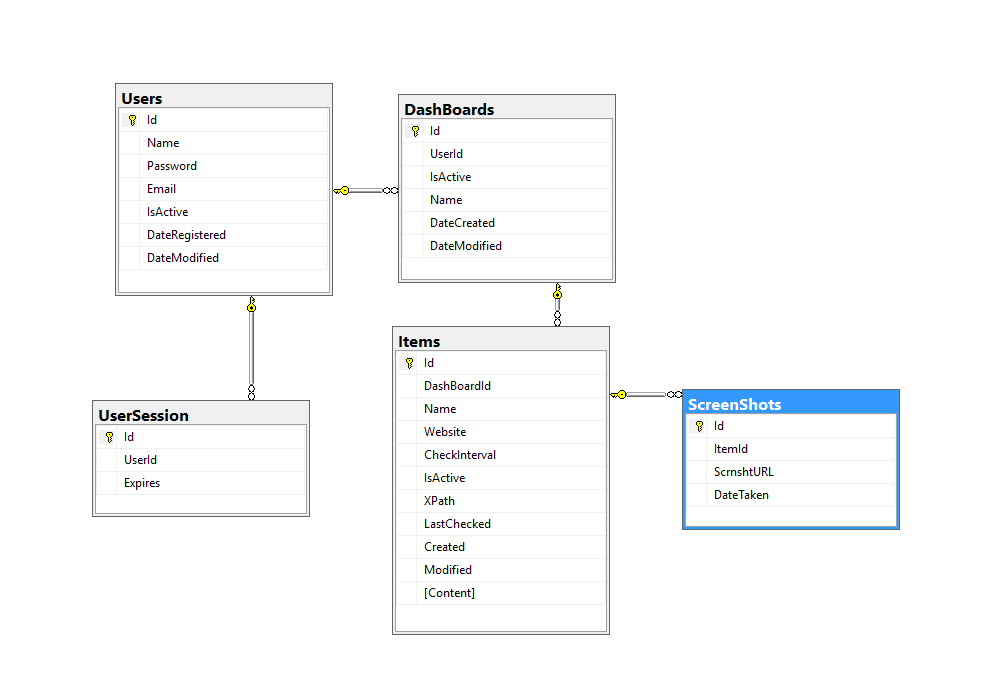 Users
Id
Name
Password
Email
IsActive
DateRegistered
DateModified
DashBoards
Id
UserId
IsActive
Name
DateCreated
DateModified
UserSession
Id
UserId
Expires
Items
Id
DashBoardId
Name
Website
CheckInterval
IsActive
XPath
LastChecked
Created
Modified
[Content]
ScreenShots
Id
ItemId
ScrnshtURL
DateTaken